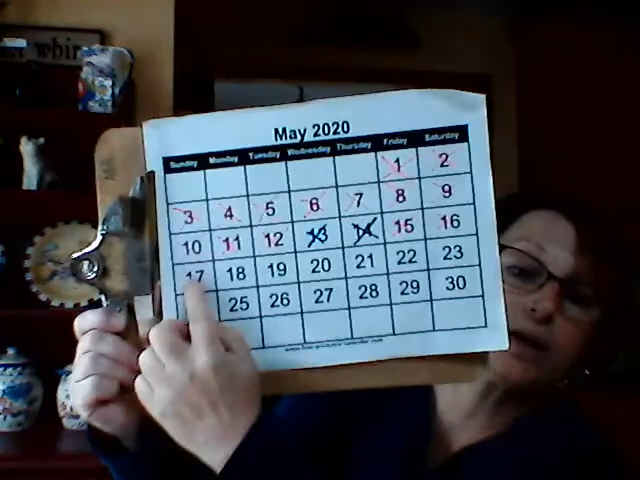 whir
May 2020
Sunday Monday Tuesday Wednesday Thursday Friday Saturday
1 2
3 4 5 6 7 8 9
10 11 12 13 14 15 16
17 18 19 20 21 22 23
25 26 27 28 29 30